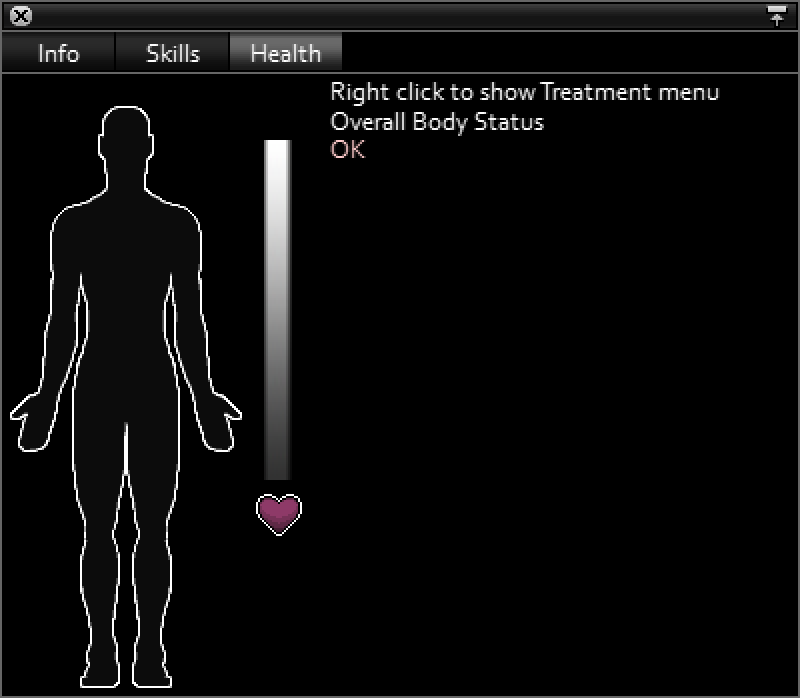 Info
Skills
Health
Right click to show Treatment menu
Overall Body Status
OK